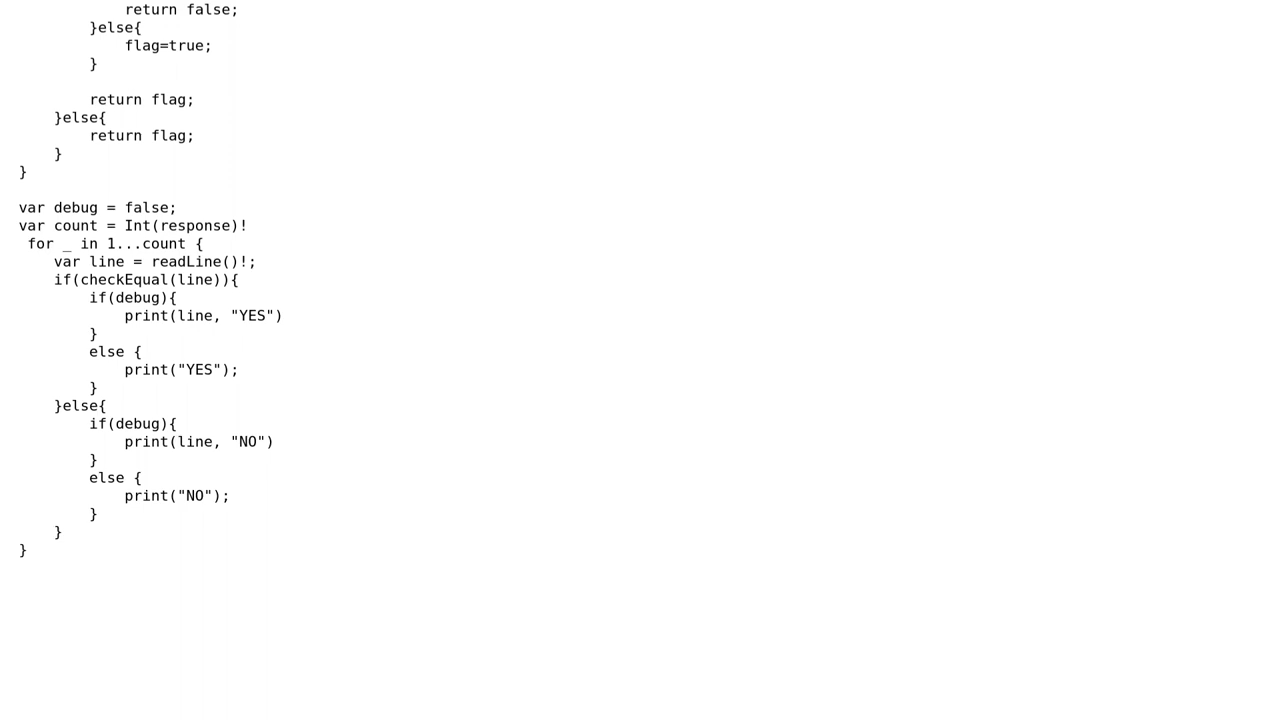 return false;
        }else{
            flag=true;
        }

        return flag;
    }else{
        return flag;
    }
}

var debug = false;
var count = Int(response)!
 for _ in 1...count {
    var line = readLine()!;
    if(checkEqual(line)){
        if(debug){
            print(line, "YES")
        }
        else {
            print("YES");
        }
    }else{
        if(debug){
            print(line, "NO")
        }
        else {
            print("NO");
        }
    }
}